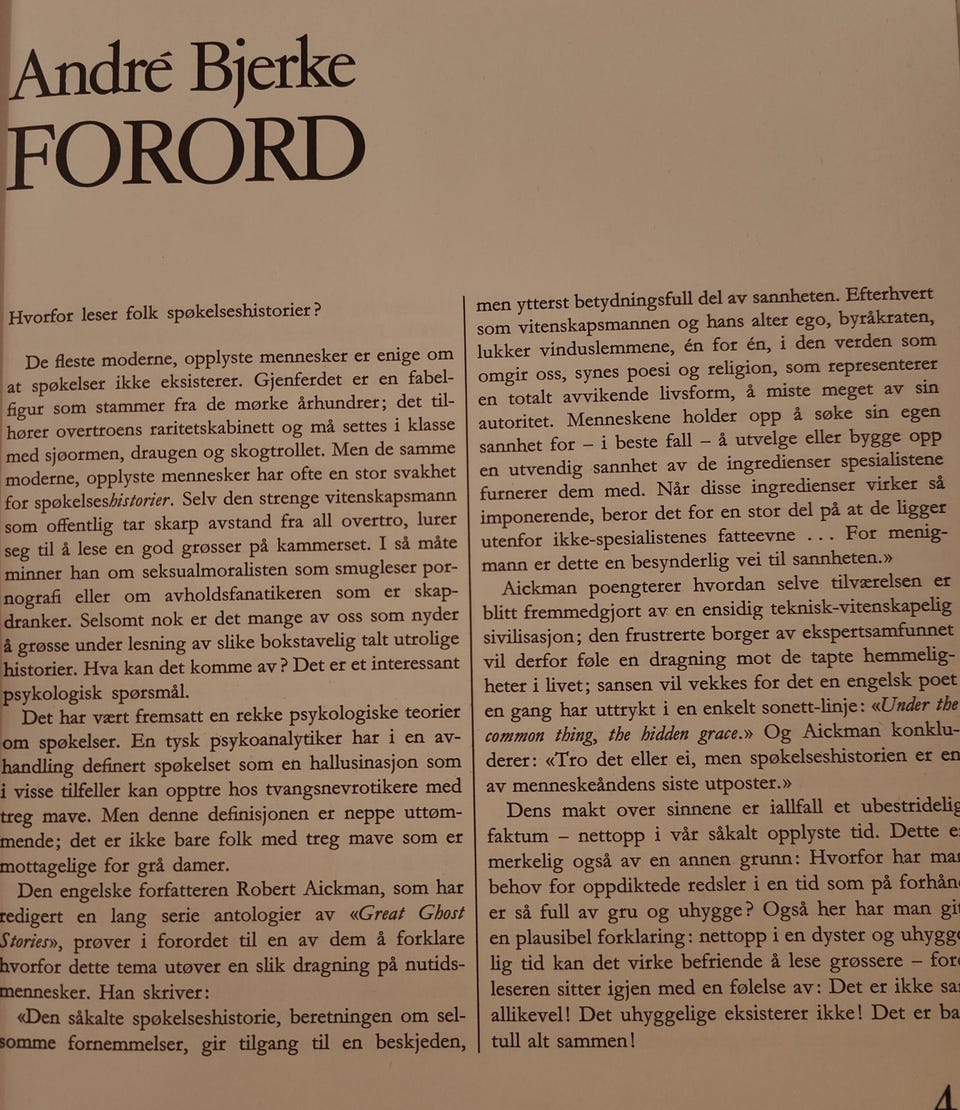 André Bjerke
FORORD
Hvorfor leser folk spøkelseshistorier?
De fleste moderne, opplyste mennesker er enige om
at spøkelser ikke eksisterer. Gjenferdet er en fabel-
figur som stammer fra de mørke århundrer; det til-
hører overtroens raritetskabinett og må settes i klasse
med sjøormen, draugen og skogtrollet. Men de samme
moderne, opplyste mennesker har ofte en stor svakhet
for spøkelseshistorier. Selv den strenge vitenskapsmann
som offentlig tar skarp avstand fra all overtro, lurer
seg til å lese en god grøsser på kammerset. I så måte
minner han om seksualmoralisten som smugleser por-
nografi eller om avholdsfanatikeren som er skap-
dranker. Selsomt nok er det mange av oss som nyder
å grøsse under lesning av slike bokstavelig talt utrolige
historier. Hva kan det komme av? Det er et interessant
psykologisk spørsmål.
Det har vært fremsatt en rekke psykologiske teorier
om spøkelser. En tysk psykoanalytiker har i en av-
handling definert spøkelset som en hallusinasjon som
i visse tilfeller kan opptre hos tvangsnevrotikere med
treg mave. Men denne definisjonen er neppe uttøm-
mende; det er ikke bare folk med treg mave som er
mottagelige for grå damer.
Den engelske forfatteren Robert Aickman, som har
redigert en lang serie antologier av «Great Ghost
Stories», prøver i forordet til en av dem å forklare
hvorfor dette tema utøver en slik dragning på nutids-
mennesker. Han skriver:
«Den såkalte spøkelseshistorie, beretningen om sel-
somme fornemmelser, gir tilgang til en beskjeden,
men ytterst betydningsfull del av sannheten. Efterhvert
som vitenskapsmannen og hans alter ego, byråkraten,
lukker vinduslemmene, én for én, i den verden som
omgir oss, synes poesi og religion, som representerer
en totalt avvikende livsform, å miste meget av sin
autoritet. Menneskene holder opp å søke sin egen
sannhet for – i beste fall – å utvelge eller bygge opp
en utvendig sannhet av de ingredienser spesialistene
furnerer dem med. Når disse ingredienser virker så
imponerende, beror det for en stor del på at de ligger
utenfor ikke-spesialistenes fatteevne ... For menig-
mann er dette en besynderlig vei til sannheten.»
Aickman poengterer hvordan selve tilværelsen er
blitt fremmedgjort av en ensidig teknisk-vitenskapelig
sivilisasjon; den frustrerte borger av ekspertsamfunnet
vil derfor føle en dragning mot de tapte hemmelig-
heter i livet; sansen vil vekkes for det en engelsk poet
en gang har uttrykt i en enkelt sonett-linje: «Under the
common thing, the hidden grace.» Og Aickman konklu-
derer: «Tro det eller ei, men spøkelseshistorien er en
av menneskeåndens siste utposter.»
Dens makt over sinnene er iallfall et ubestridelig
faktum – nettopp i vår såkalt opplyste tid. Dette e
merkelig også av en annen grunn: Hvorfor har man
behov for oppdiktede redsler i en tid som på forhån
er så full av gru og uhygge? Også her har man git
en plausibel forklaring: nettopp i en dyster og uhygge
lig tid kan det virke befriende å lese grøssere – for
leseren sitter igjen med en følelse av: Det er ikke sa
allikevel! Det uhyggelige eksisterer ikke! Det er ba
tull alt sammen!